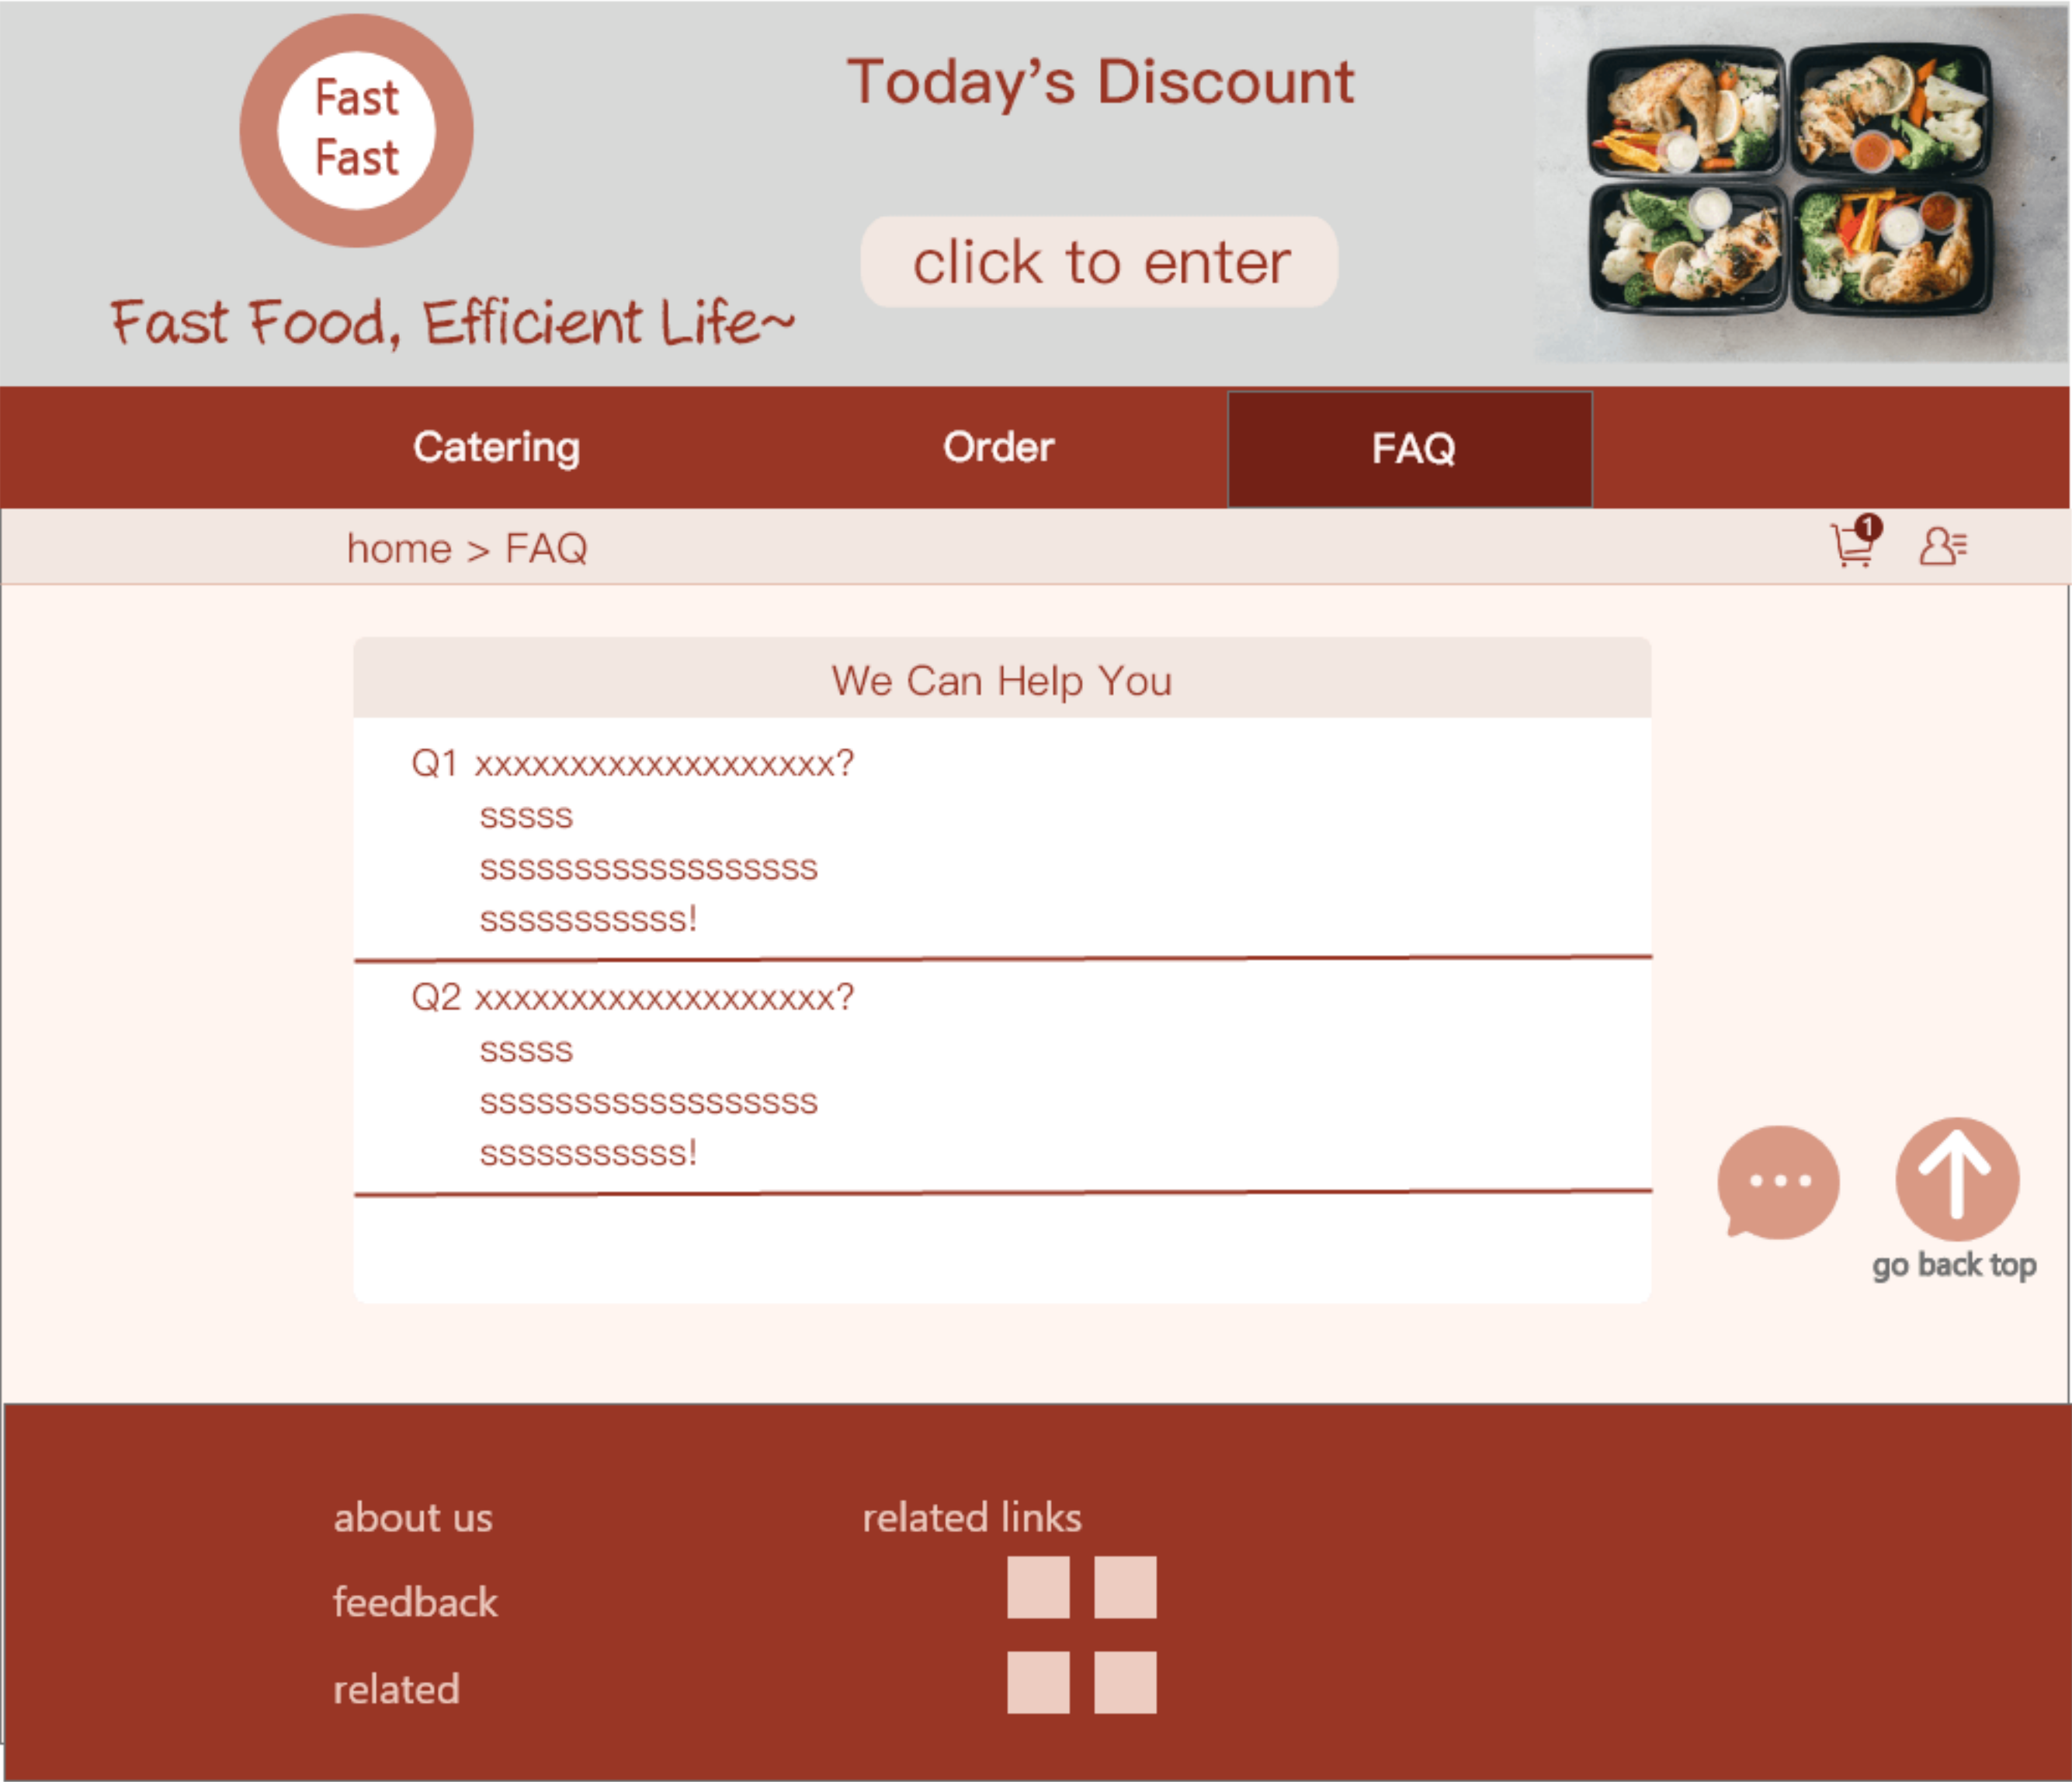 Fast
Fast
Fast Food, Efficient Life~
Today's Discount
click to enter
Catering
Order
FAQ
home > FAQ
1
We Can Help You
Q1 xxxxxxxxxxxxxxxxxxx?
sssss
ssssssssssssssssss
sssssssssss!
Q2 xxxxxxxxxxxxxxxxxxx?
sssss
ssssssssssssssssss
sssssssssss!
go back top
about us
feedback
related
related links